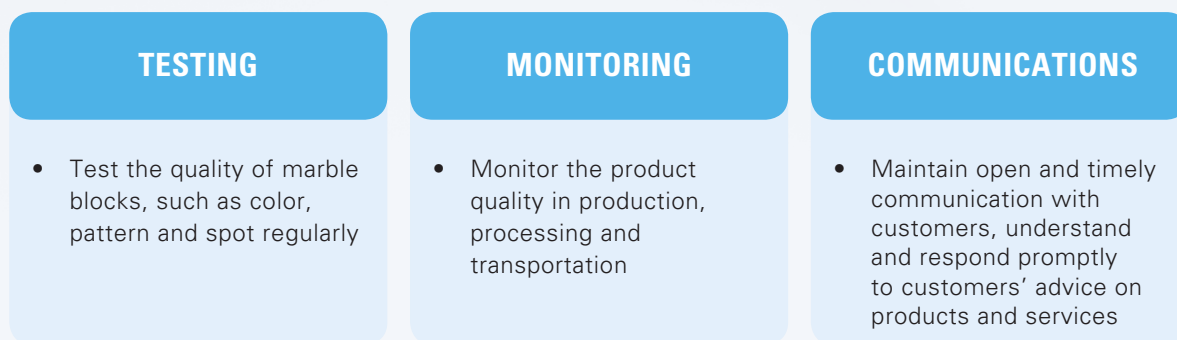 TESTING
• Test the quality of marble
blocks, such as color,
pattern and spot regularly
MONITORING
• Monitor the product
quality in production,
processing and
transportation
COMMUNICATIONS
• Maintain open and timely
communication with
customers, understand
and respond promptly
to customers’ advice on
products and services